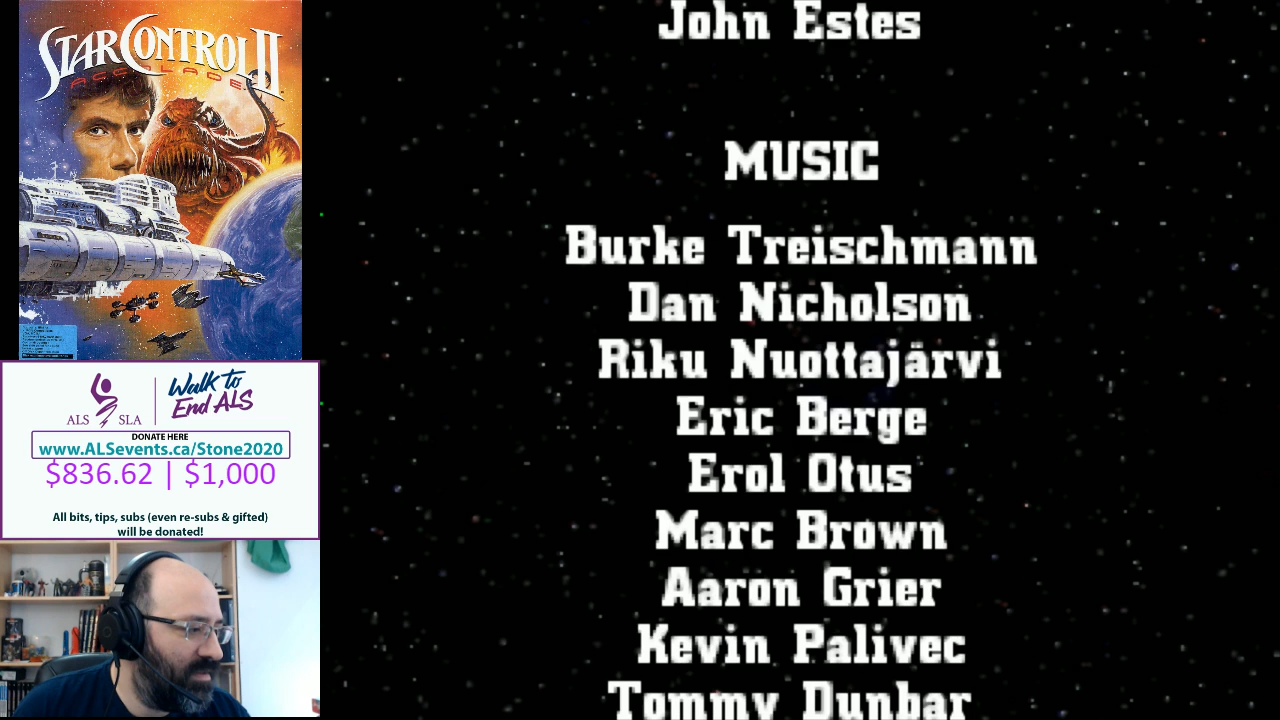 STAR CONTROL II
ACCOLADE
ALS SLA
Walk to
End ALS
DONATE HERE
www.ALSevents.ca/Stone2020
$836.62 | $1,000
All bits, tips, subs (even re-subs & gifted)
will be donated!
John Estes
MUSIC
Burke Treischmann
Dan Nicholson
Riku Nuottajärvi
Eric Berge
Erol Otus
Marc Brown
Aaron Grier
Kevin Palivec
Tommy Dunbar